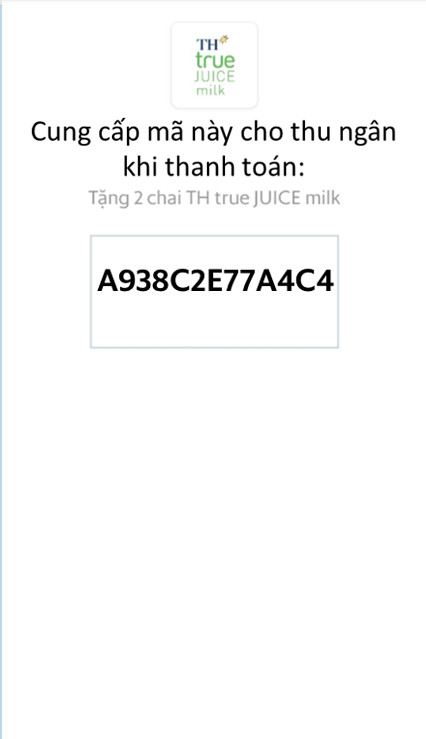 TH
true
JUICE
milk
Cung cấp mã này cho thu ngân
khi thanh toán:
Tặng 2 chai TH true JUICE milk
A938C2E77A4C4